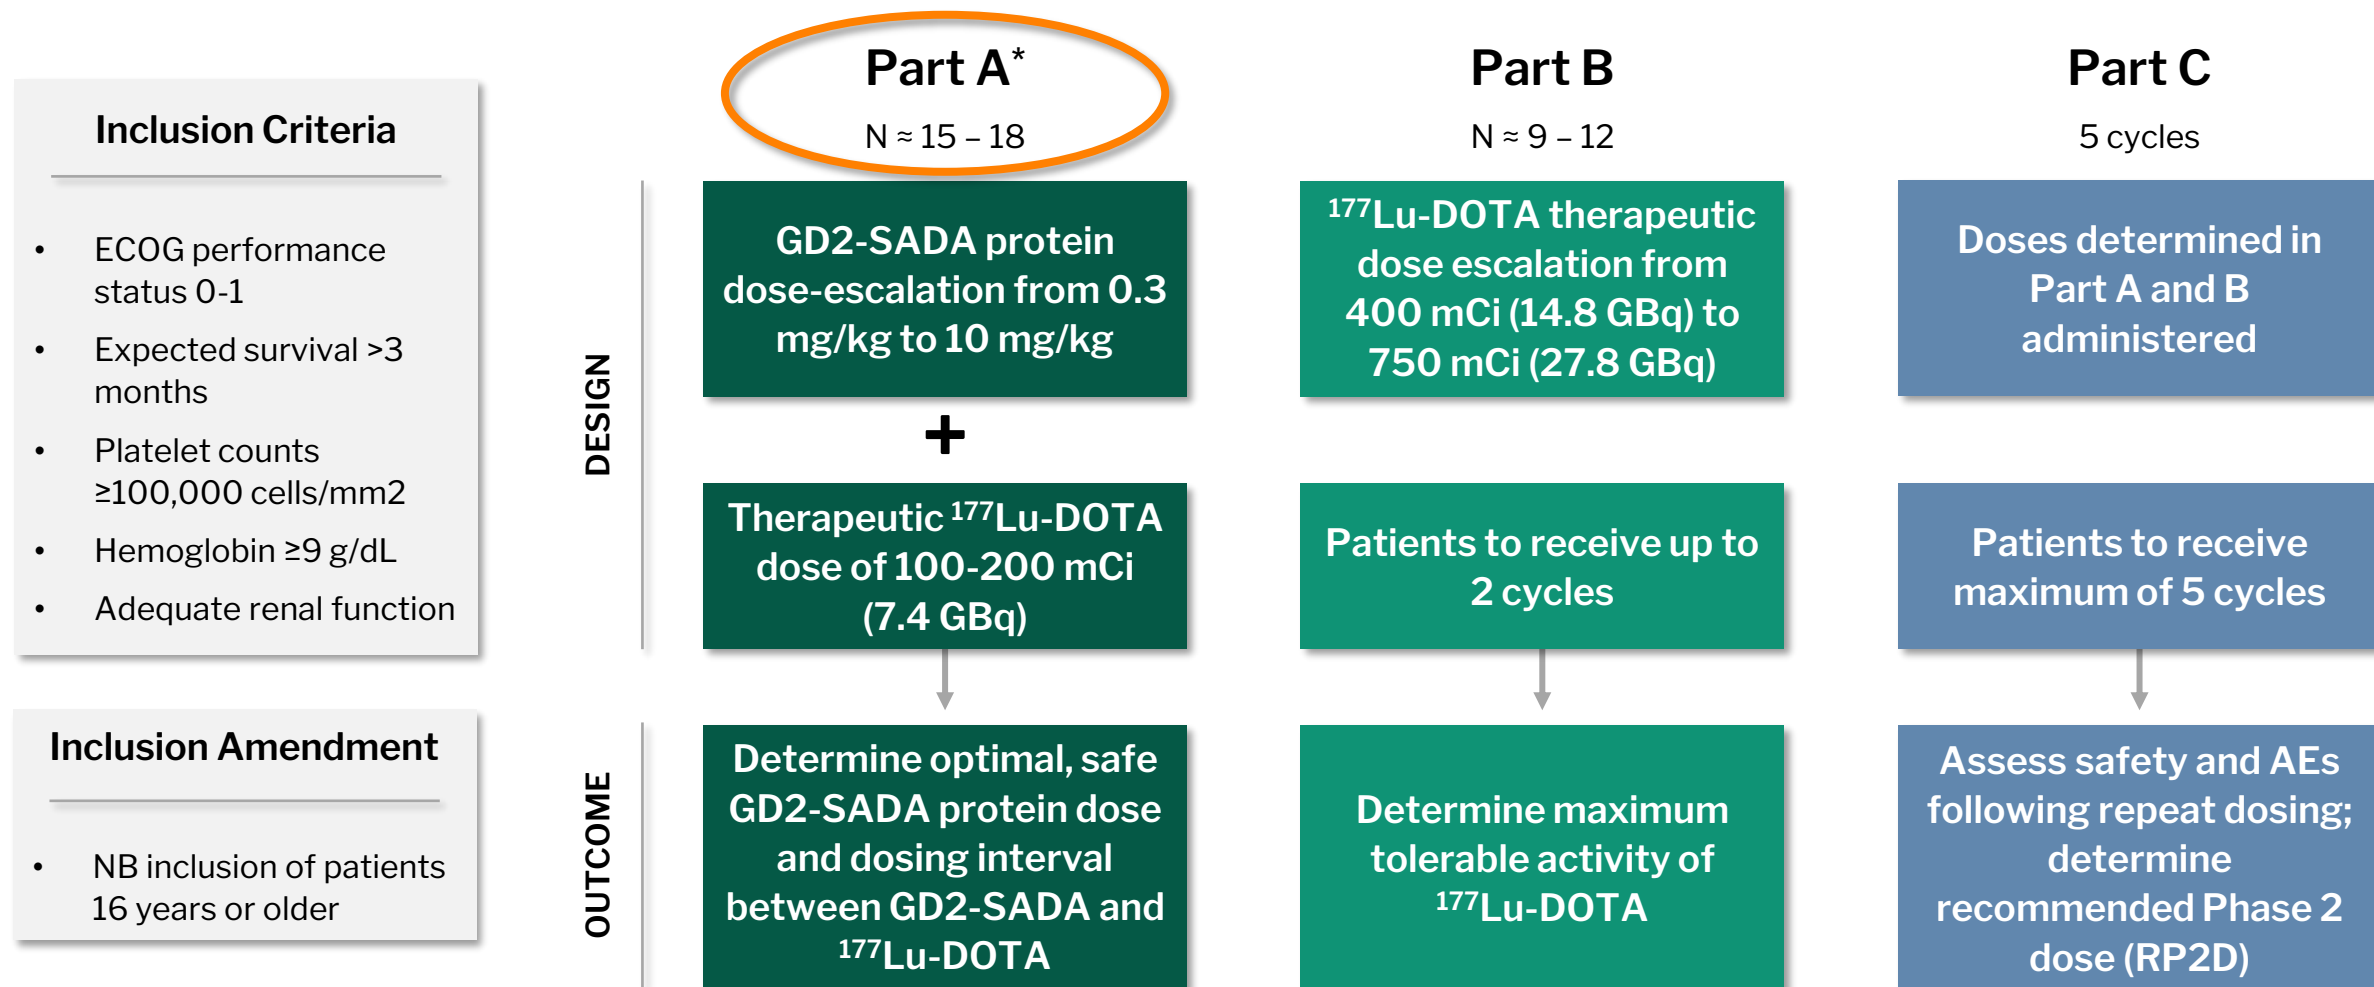 Inclusion Criteria
• ECOG performance
status 0-1
• Expected survival >3
months
• Platelet counts
≥100,000 cells/mm2
• Hemoglobin ≥9 g/dL
• Adequate renal function
Inclusion Amendment
• NB inclusion of patients
16 years or older
DESIGN
OUTCOME
Part A*
N ≈ 15 – 18
GD2-SADA protein
dose-escalation from 0.3
mg/kg to 10 mg/kg
+
Therapeutic ¹⁷⁷Lu-DOTA
dose of 100-200 mCi
(7.4 GBq)
Determine optimal, safe
GD2-SADA protein dose
and dosing interval
between GD2-SADA and
¹⁷⁷Lu-DOTA
Part B
N ≈ 9 – 12
¹⁷⁷Lu-DOTA therapeutic
dose escalation from
400 mCi (14.8 GBq) to
750 mCi (27.8 GBq)
Patients to receive up to
2 cycles
Determine maximum
tolerable activity of
¹⁷⁷Lu-DOTA
Part C
5 cycles
Doses determined in
Part A and B
administered
Patients to receive
maximum of 5 cycles
Assess safety and AEs
following repeat dosing;
determine
recommended Phase 2
dose (RP2D)